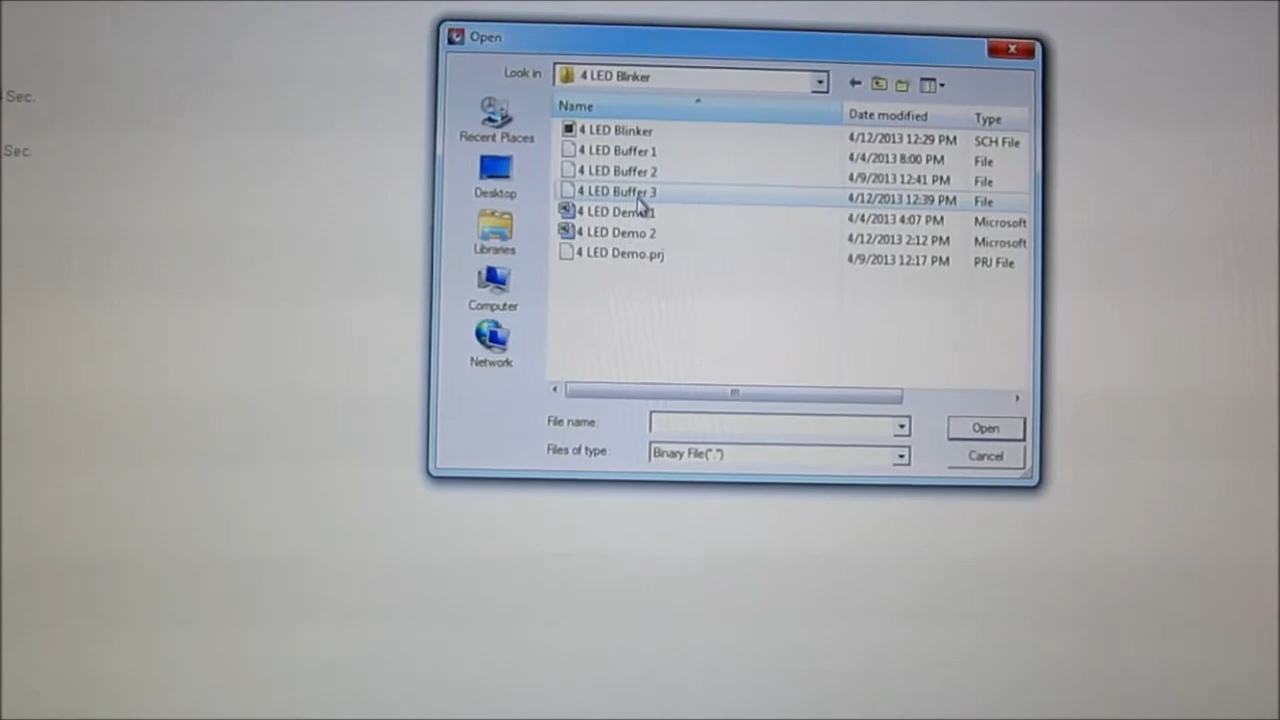 Sec.
Sec.
Open
Look in
4 LED Blinker
Name
Date modified
Type
4 LED Blinker 4/12/2013 12:29 PM SCH File
4 LED Buffer 1 4/4/2013 8:00 PM File
4 LED Buffer 2 4/9/2013 12:41 PM File
4 LED Buffer 3 4/12/2013 12:39 PM File
4 LED Demo 1 4/4/2013 4:07 PM Microsoft
4 LED Demo 2 4/12/2013 2:12 PM Microsoft
4 LED Demo.prj 4/9/2013 12:17 PM PRJ File
Recent Places
Desktop
Libraries
Computer
Network
File name:
Open
Files of type:
Binary File(*.*)
Cancel